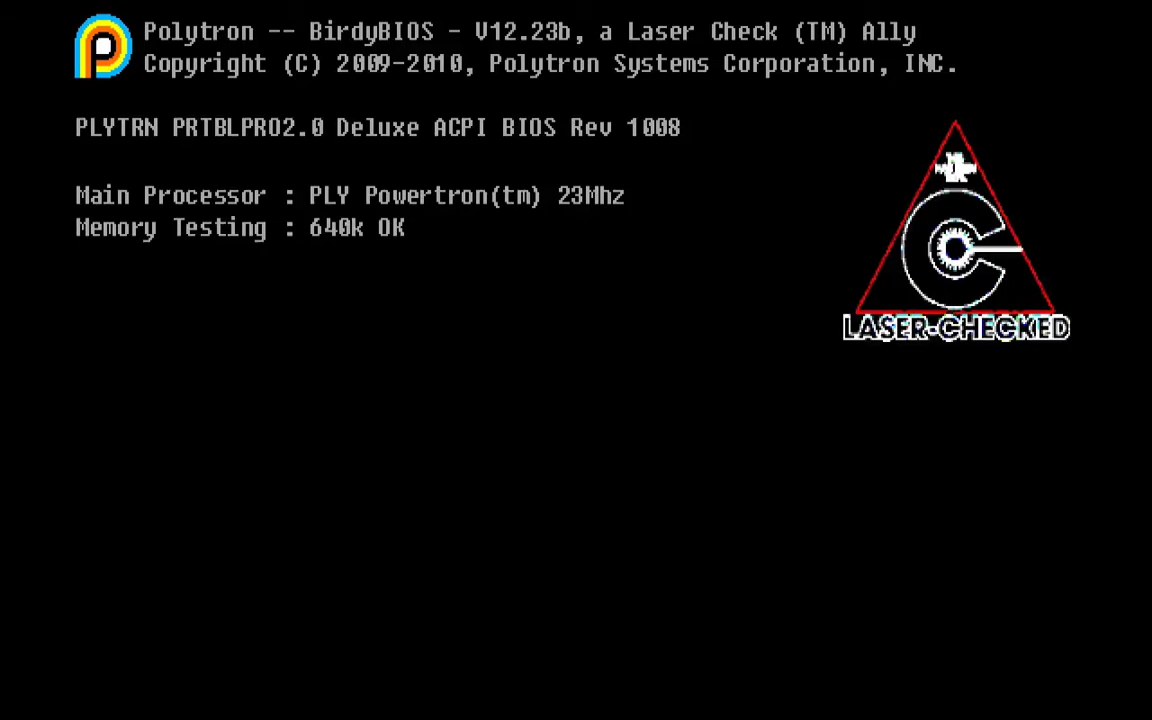 Polytron -- BirdyBIOS - V12.23b, a Laser Check (TM) Ally
Copyright (C) 2009-2010, Polytron Systems Corporation, INC.
PLYTRN PRTBLPRO2.0 Deluxe ACPI BIOS Rev 1008
Main Processor : PLY Powertron(tm) 23Mhz
Memory Testing : 640k OK
LASER-CHECKED